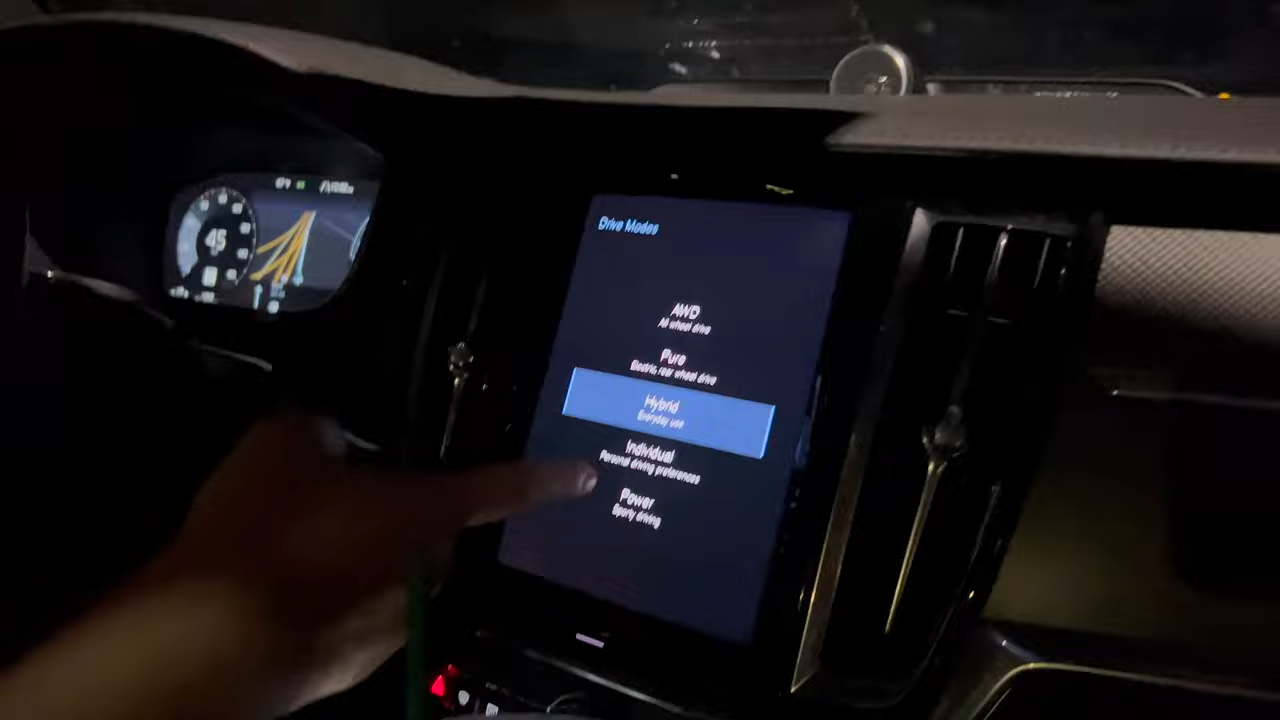 45
Drive Modes
AWD
All wheel drive
Pure
Electric, rear wheel drive
Hybrid
Everyday use
Individual
Personal driving preferences
Power
Sporty driving